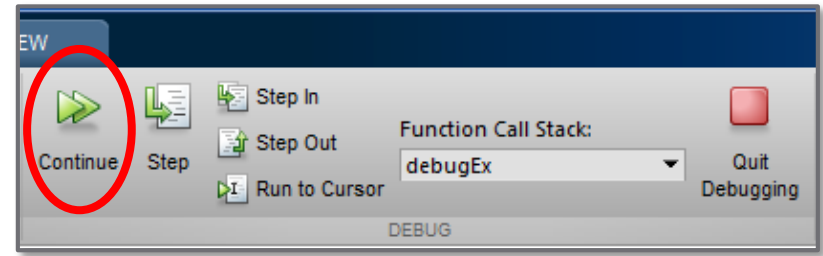 EW
Continue
Step
Step In
Step Out
Run to Cursor
Function Call Stack:
debugEx
Quit
Debugging
DEBUG